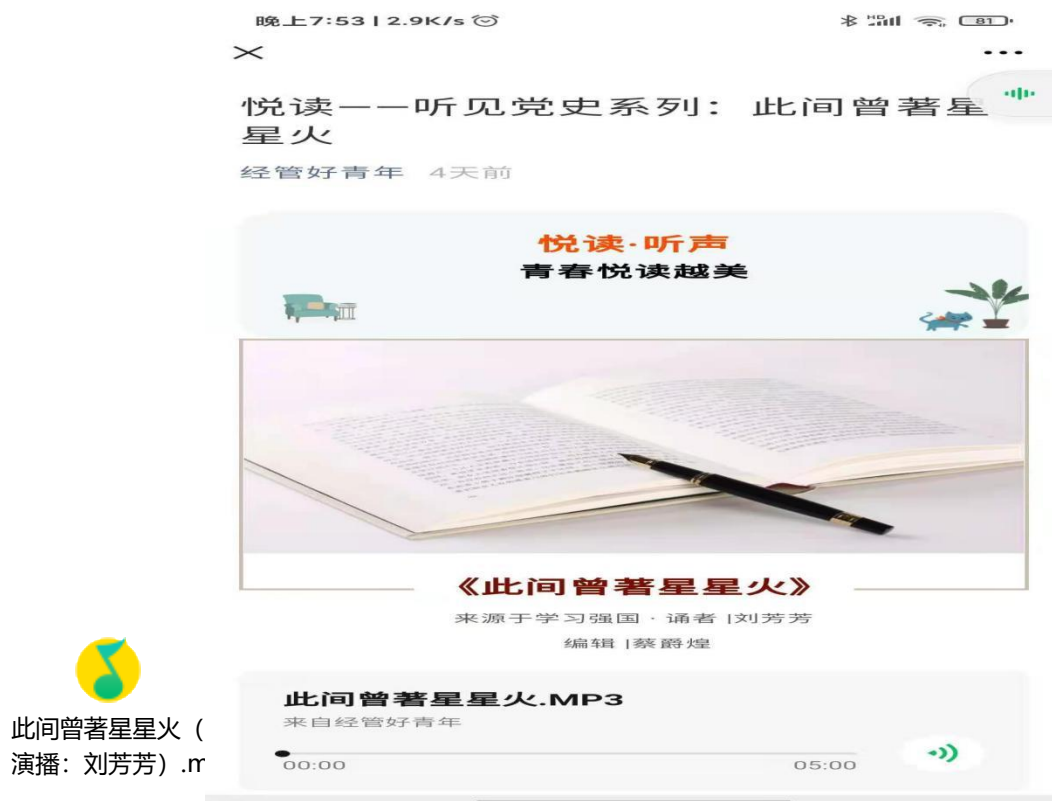 晚上7:53 | 2.9K/s
HD
81
悦读——听见党史系列：此间曾著星
星火
经管好青年 4天前
悦读·听声
青春悦读越美
《此间曾著星星火》
来源于学习强国 · 诵者 |刘芳芳
编辑 |蔡爵煌
此间曾著星星火.MP3
来自经管好青年
00:00 05:00
此间曾著星星火（
演播：刘芳芳）.m